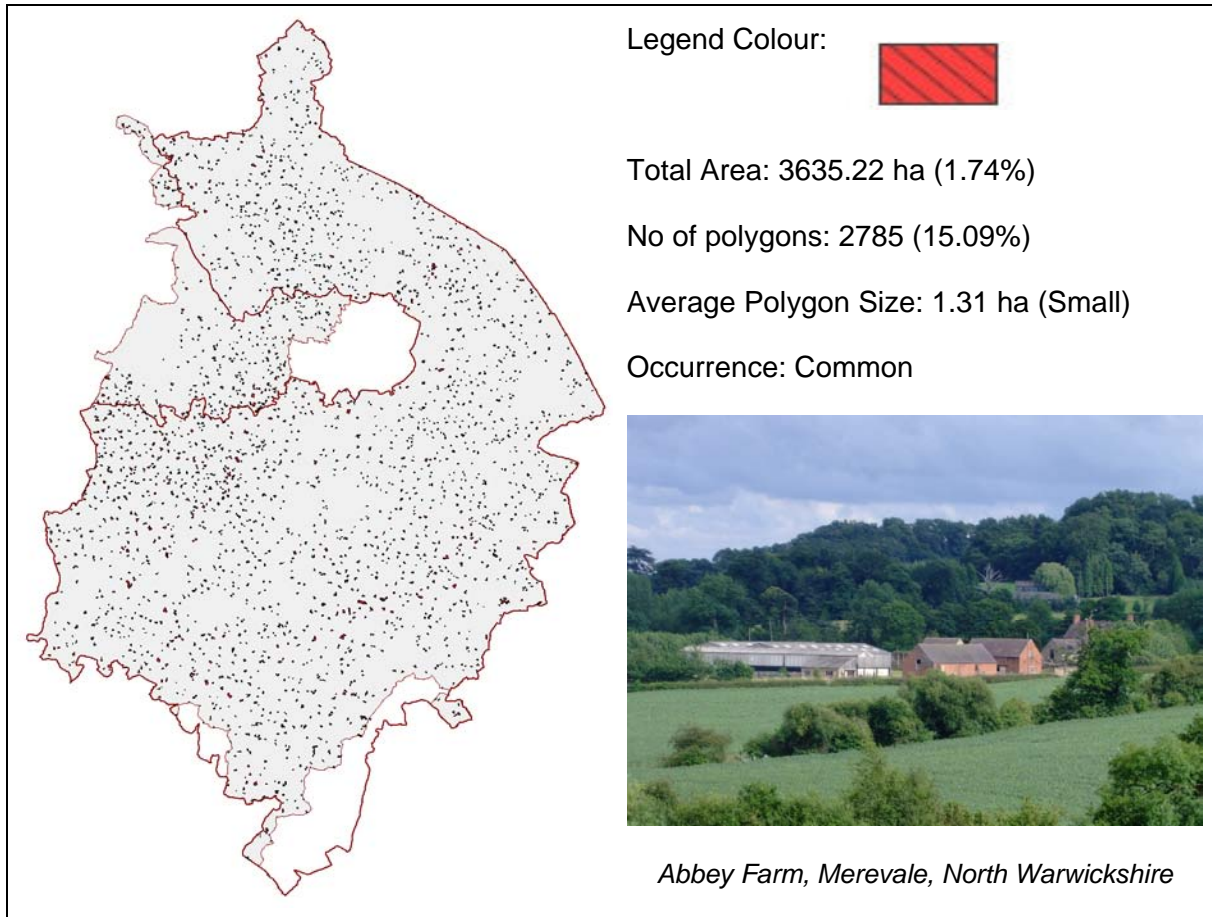 Legend Colour:
Total Area: 3635.22 ha (1.74%)
No of polygons: 2785 (15.09%)
Average Polygon Size: 1.31 ha (Small)
Occurrence: Common
Abbey Farm, Merevale, North Warwickshire